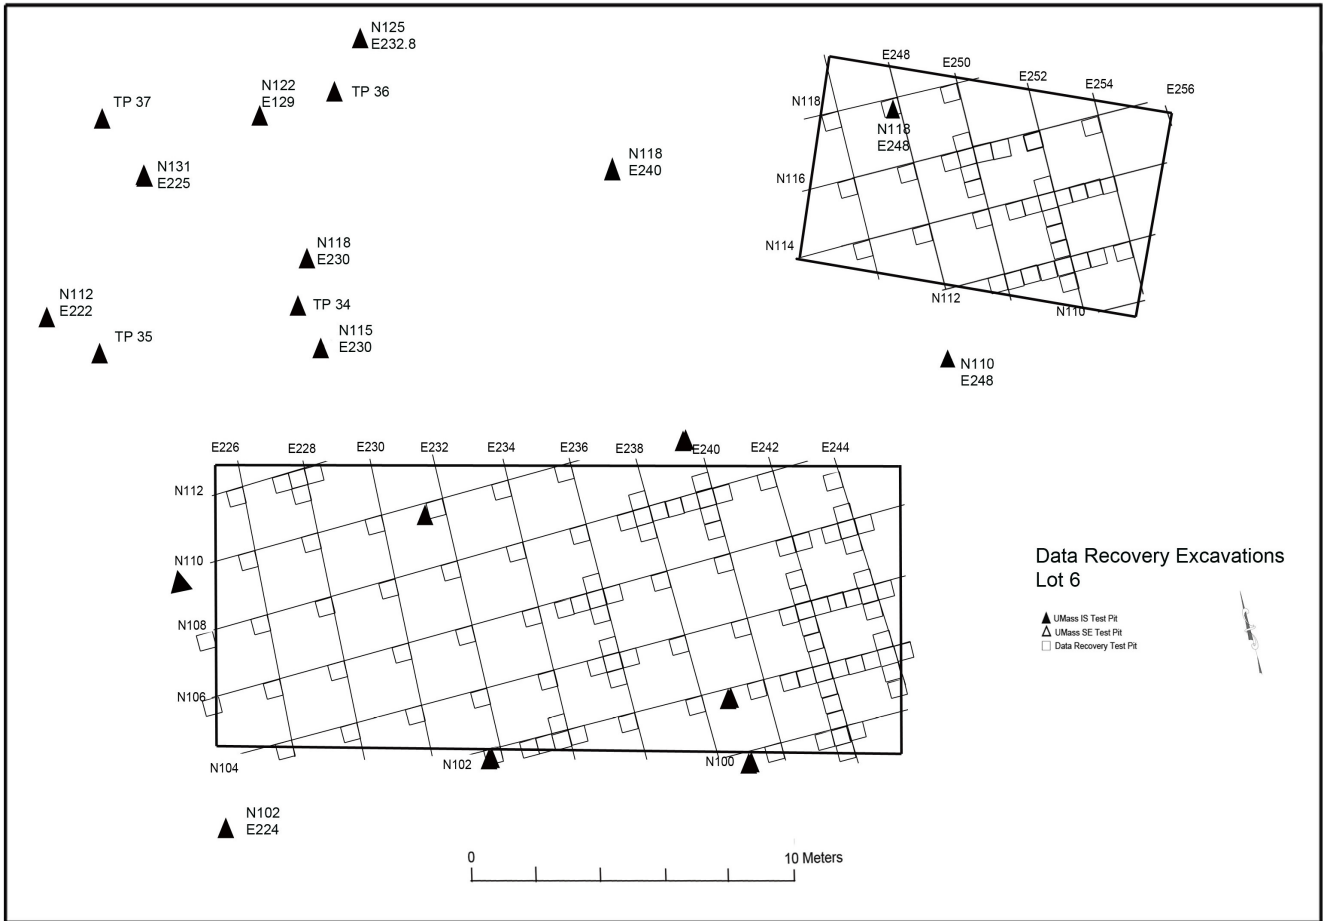 N125
E232.8
N122
E129
TP 36
TP 37
N131
E225
N118
E240
N118
E230
TP 34
N115
E230
N112
E222
TP 35
E248
E250
E252
E254
E256
N118
N118
E248
N116
N114
N112
N110
N110
E248
E226
E228
E230
E232
E234
E236
E238
E240
E242
E244
N112
N110
N108
N106
N104
N102
N100
N102
E224
Data Recovery Excavations
Lot 6
UMass IS Test Pit
UMass SE Test Pit
Data Recovery Test Pit
0
10 Meters